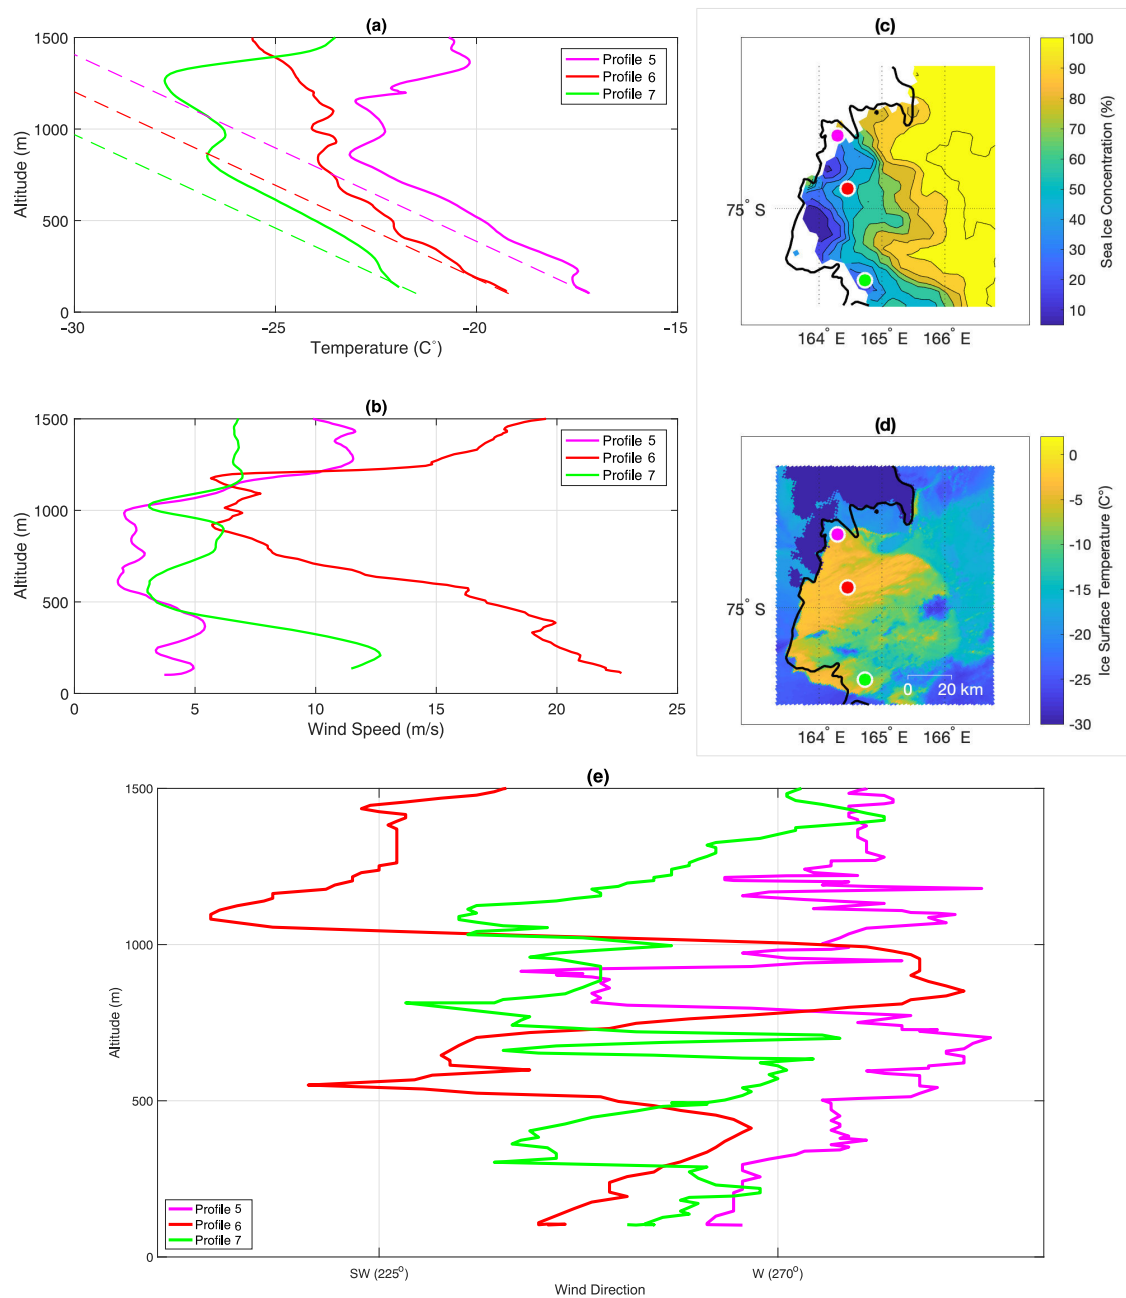 (a)
1500
1000
500
0
−30
−25
−20
−15
Altitude (m)
Temperature (C°)
Profile 5
Profile 6
Profile 7
(c)
75° S
164° E 165° E 166° E
100
90
80
70
60
50
40
30
20
10
Sea Ice Concentration (%)
(b)
1500
1000
500
0
0
5
10
15
20
25
Altitude (m)
Wind Speed (m/s)
Profile 5
Profile 6
Profile 7
(d)
75° S
0 20 km
164° E 165° E 166° E
0
-5
-10
-15
-20
-25
-30
Ice Surface Temperature (C°)
(e)
1500
1000
500
0
Altitude (m)
Profile 5
Profile 6
Profile 7
SW (225°)
W (270°)
Wind Direction